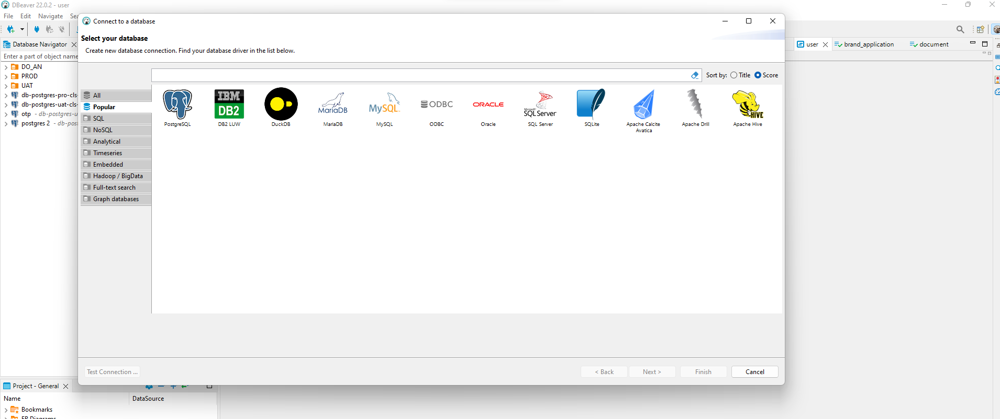 DBeaver 22.0.2 - user
File Edit Navigate Sea
Connect to a database
Select your database
Create new database connection. Find your database driver in the list below.
Database Navigator
user
brand_application
document
Enter a part of object name
DO_AN
PROD
UAT
db-postgres-pro-cls-
db-postgres-uat-cls-
otp - db-postgres-u
postgres 2 - db-post
Sort by: Title Score
All
Popular
SQL
NoSQL
Analytical
Timeseries
Embedded
Hadoop / BigData
Full-text search
Graph databases
IBM
DB2
MariaDB
MySQL
ODBC
ORACLE
Microsoft
SQL Server
HIVE
PostgreSQL
DB2 LUW
DuckDB
MariaDB
MySQL
ODBC
Oracle
SQL Server
SQLite
Apache Calcite
Avatica
Apache Drill
Apache Hive
Test Connection ...
< Back
Next >
Finish
Cancel
Project - General
Name
DataSource
Bookmarks
ER Diagrams